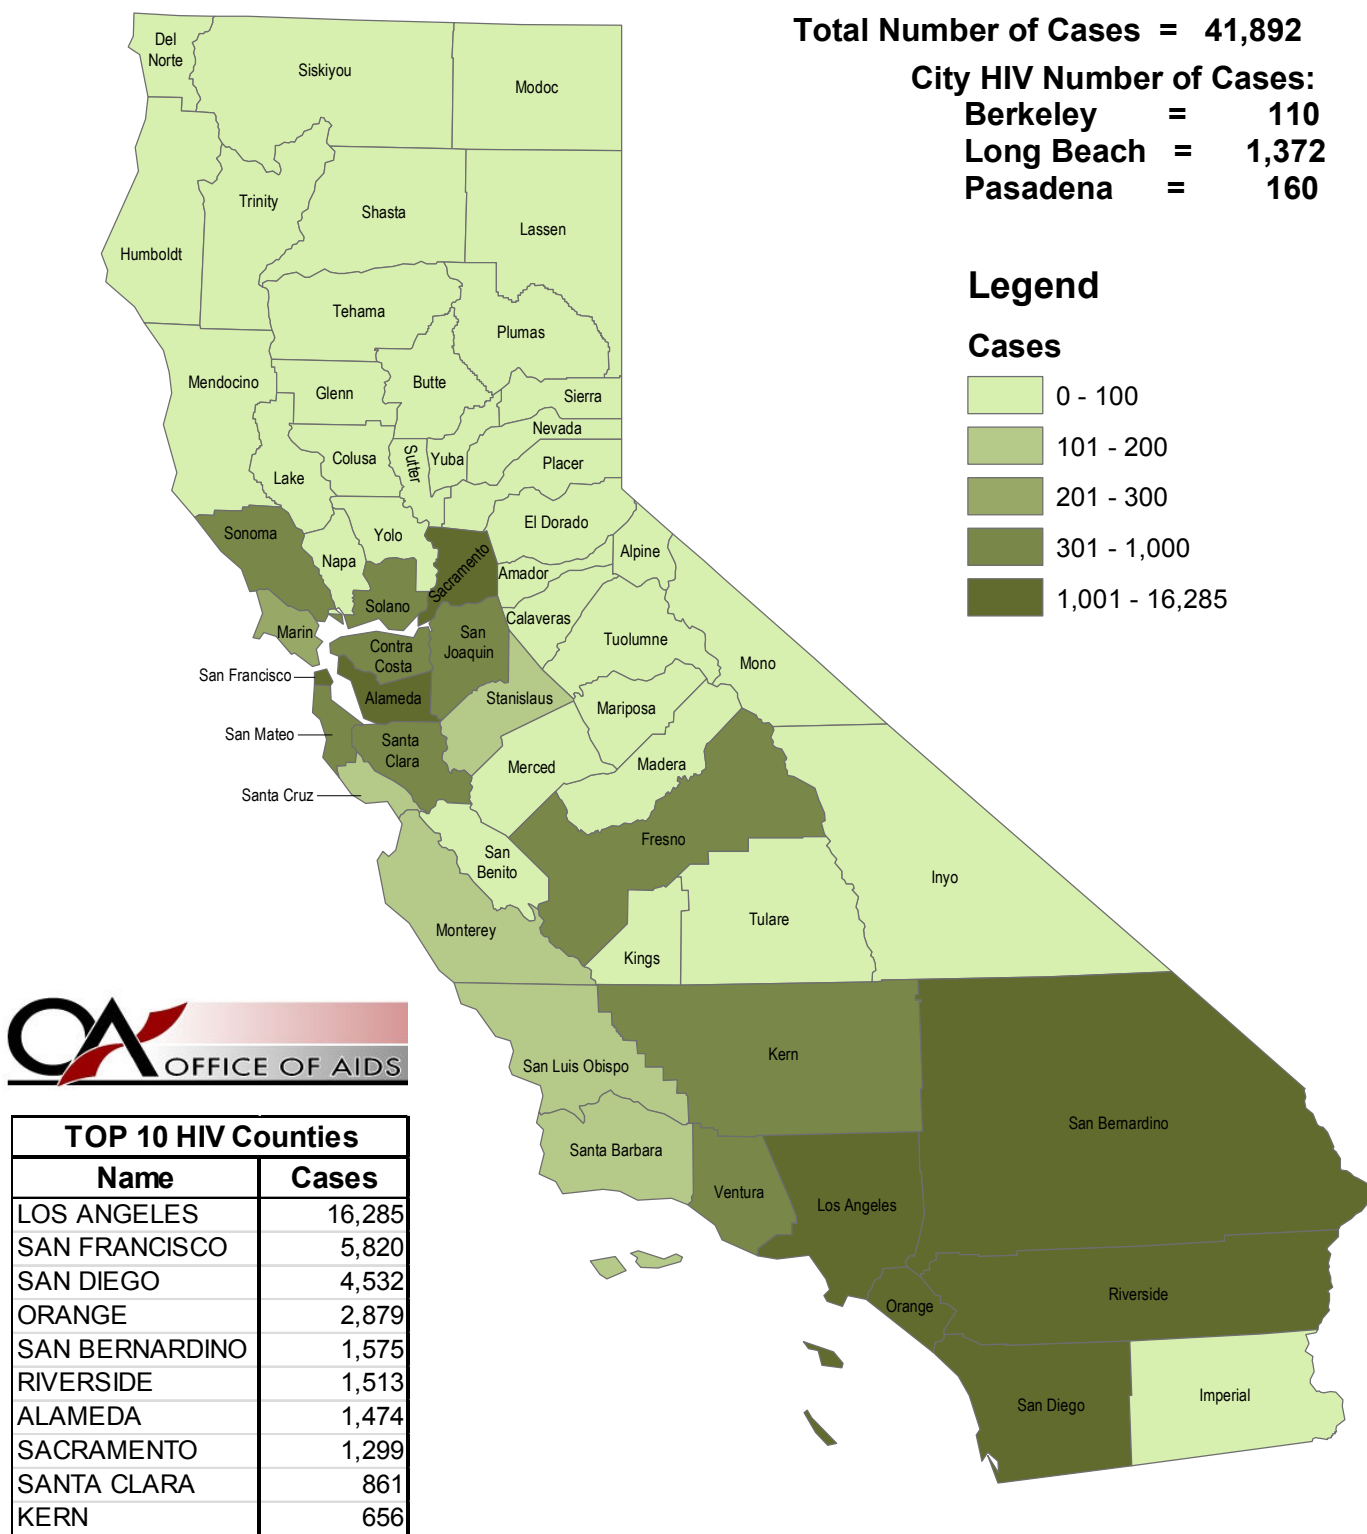 Total Number of Cases = 41,892
City HIV Number of Cases:
Berkeley = 110
Long Beach = 1,372
Pasadena = 160
Legend
Cases
0 - 100
101 - 200
201 - 300
301 - 1,000
1,001 - 16,285
Del
Norte
Siskiyou
Modoc
Trinity
Shasta
Lassen
Humboldt
Tehama
Plumas
Mendocino
Glenn
Butte
Sierra
Nevada
Lake
Colusa
Sutter
Yuba
Placer
Sonoma
Napa
Yolo
Sacramento
El Dorado
Alpine
Amador
Solano
Calaveras
Marin
San
Joaquin
Tuolumne
Mono
Contra
Costa
San Francisco
Alameda
Stanislaus
Mariposa
San Mateo
Santa
Clara
Merced
Madera
Santa Cruz
Fresno
San
Benito
Inyo
Monterey
Tulare
Kings
San Luis Obispo
Kern
San Bernardino
Santa Barbara
Ventura
Los Angeles
Orange
Riverside
San Diego
Imperial
OA
OFFICE OF AIDS
TOP 10 HIV Counties
Name Cases
LOS ANGELES 16,285
SAN FRANCISCO 5,820
SAN DIEGO 4,532
ORANGE 2,879
SAN BERNARDINO 1,575
RIVERSIDE 1,513
ALAMEDA 1,474
SACRAMENTO 1,299
SANTA CLARA 861
KERN 656